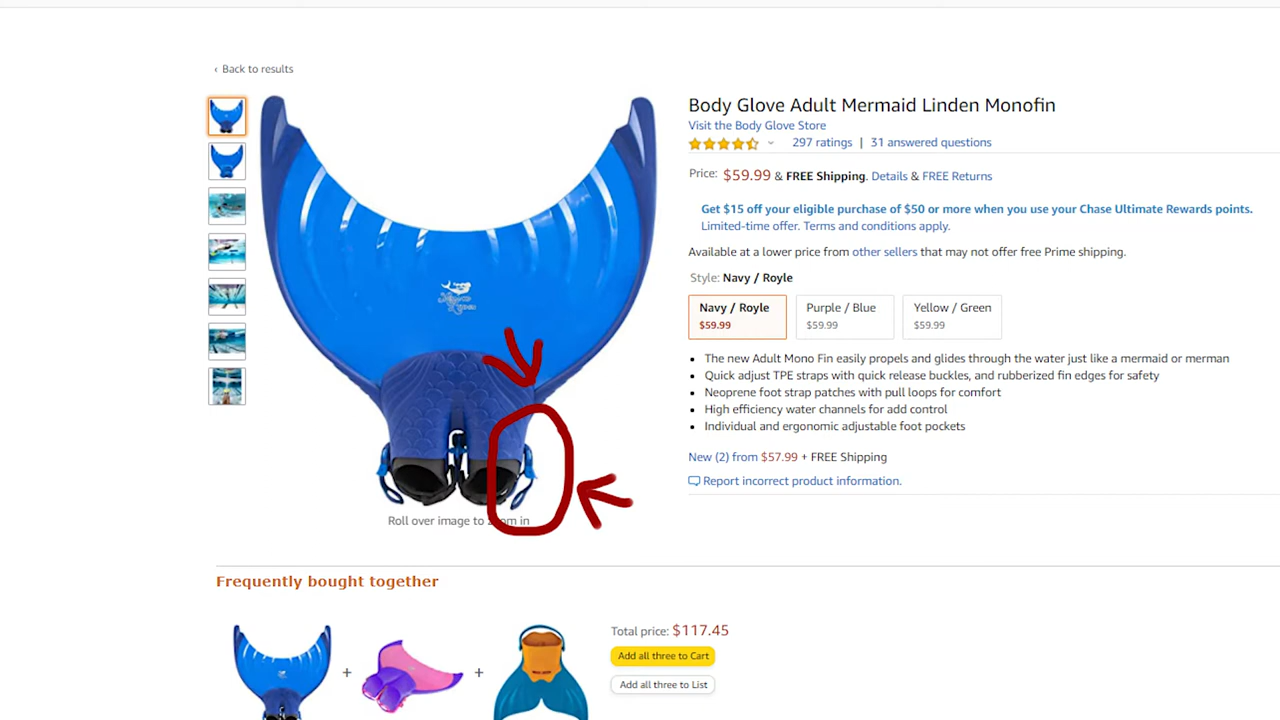 ‹ Back to results
Body Glove Adult Mermaid Linden Monofin
Visit the Body Glove Store
297 ratings | 31 answered questions
Price: $59.99 & FREE Shipping. Details & FREE Returns
Get $15 off your eligible purchase of $50 or more when you use your Chase Ultimate Rewards points.
Limited-time offer. Terms and conditions apply.
Available at a lower price from other sellers that may not offer free Prime shipping.
Style: Navy / Royle
Navy / Royle
$59.99
Purple / Blue
$59.99
Yellow / Green
$59.99
• The new Adult Mono Fin easily propels and glides through the water just like a mermaid or merman
• Quick adjust TPE straps with quick release buckles, and rubberized fin edges for safety
• Neoprene foot strap patches with pull loops for comfort
• High efficiency water channels for add control
• Individual and ergonomic adjustable foot pockets
New (2) from $57.99 + FREE Shipping
Report incorrect product information.
Roll over image to zoom in
Frequently bought together
+
+
Total price: $117.45
Add all three to Cart
Add all three to List